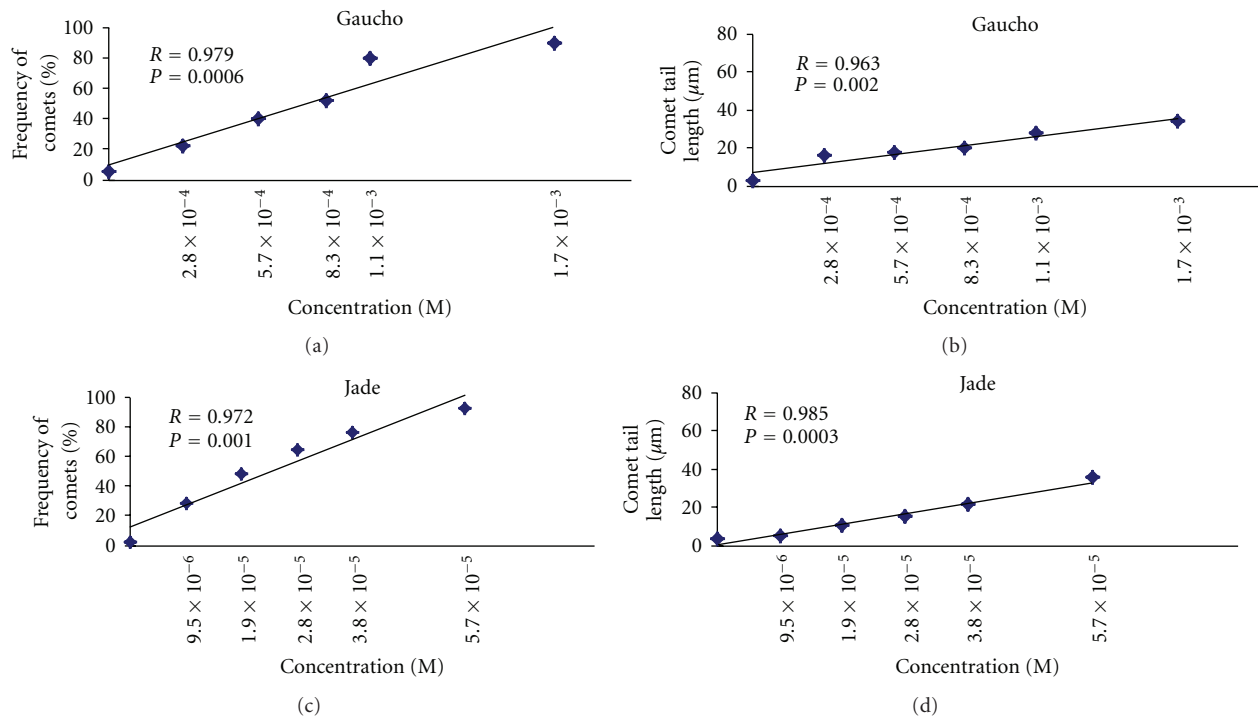 Gaucho
R = 0.979
P = 0.0006
Frequency of
comets (%)
100
80
60
40
20
0
2.8 × 10−4
5.7 × 10−4
8.3 × 10−4
1.1 × 10−3
1.7 × 10−3
Concentration (M)
(a)
Gaucho
R = 0.963
P = 0.002
Comet tail
length (μm)
80
60
40
20
0
2.8 × 10−4
5.7 × 10−4
8.3 × 10−4
1.1 × 10−3
1.7 × 10−3
Concentration (M)
(b)
Jade
R = 0.972
P = 0.001
Frequency of
comets (%)
100
80
60
40
20
0
9.5 × 10−6
1.9 × 10−5
2.8 × 10−5
3.8 × 10−5
5.7 × 10−5
Concentration (M)
(c)
Jade
R = 0.985
P = 0.0003
Comet tail
length (μm)
80
60
40
20
0
9.5 × 10−6
1.9 × 10−5
2.8 × 10−5
3.8 × 10−5
5.7 × 10−5
Concentration (M)
(d)